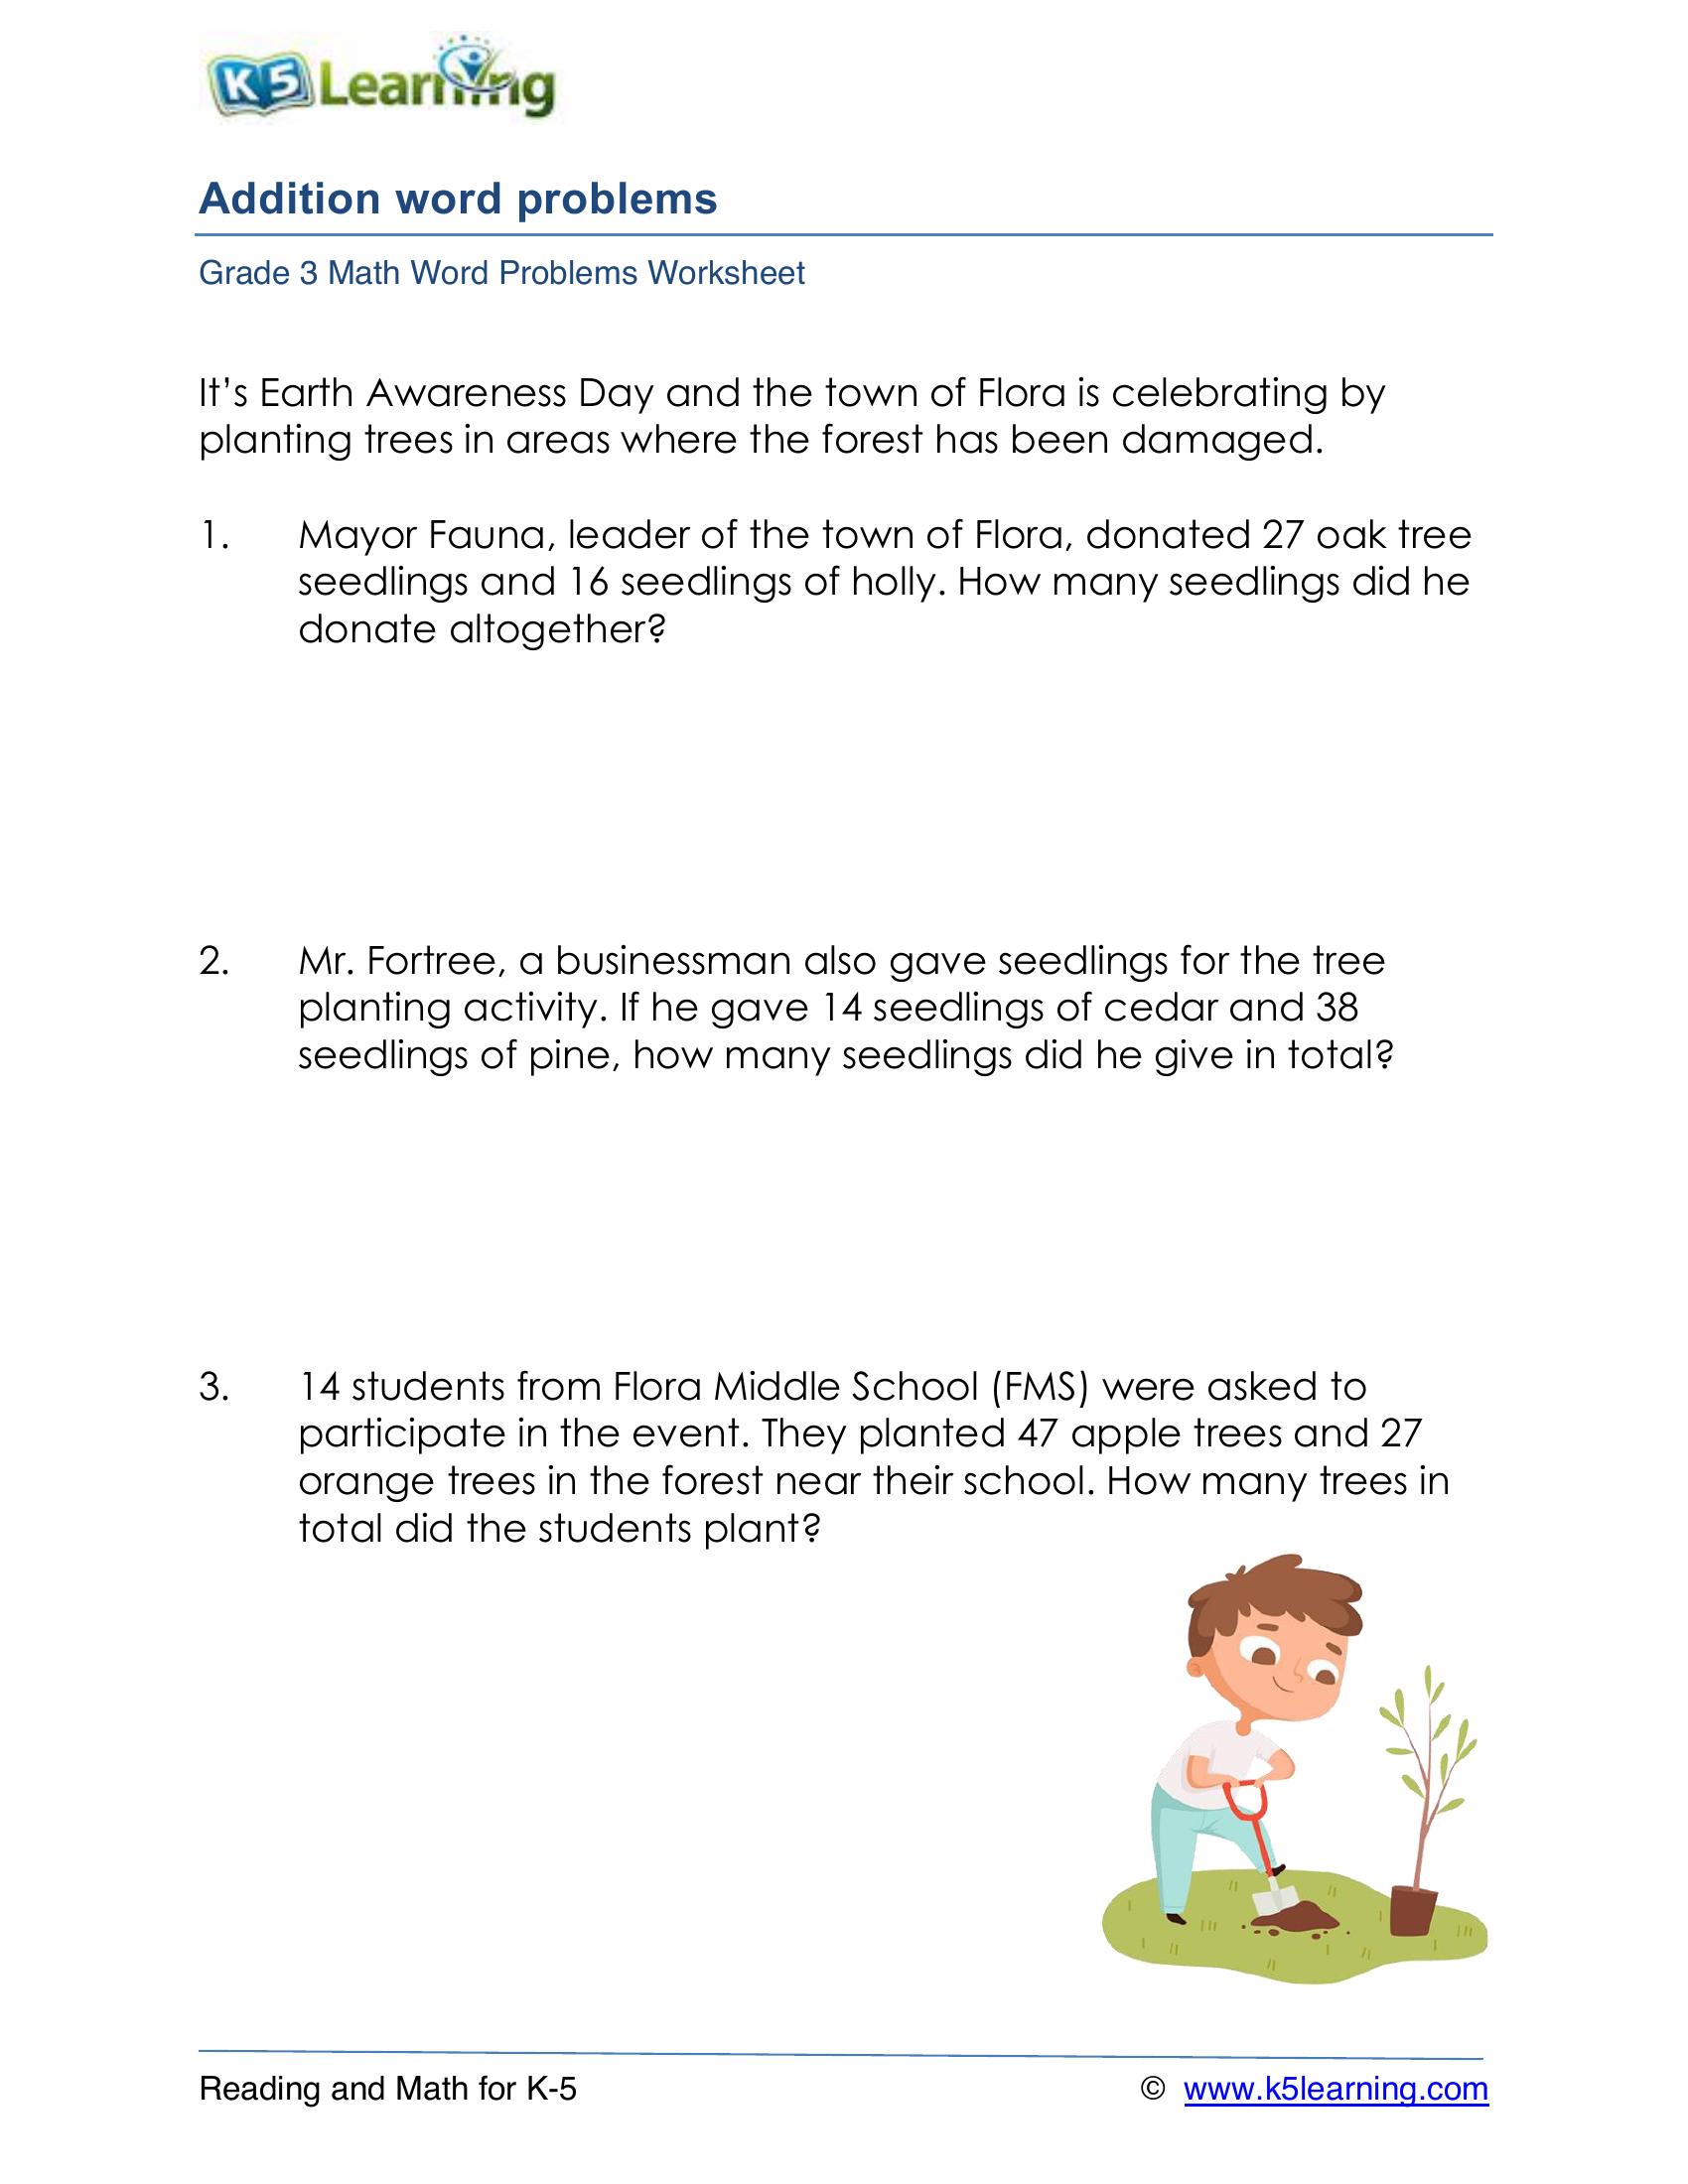 K5 Learning
Addition word problems
Grade 3 Math Word Problems Worksheet
It’s Earth Awareness Day and the town of Flora is celebrating by
planting trees in areas where the forest has been damaged.
1. Mayor Fauna, leader of the town of Flora, donated 27 oak tree
seedlings and 16 seedlings of holly. How many seedlings did he
donate altogether?
2. Mr. Fortree, a businessman also gave seedlings for the tree
planting activity. If he gave 14 seedlings of cedar and 38
seedlings of pine, how many seedlings did he give in total?
3. 14 students from Flora Middle School (FMS) were asked to
participate in the event. They planted 47 apple trees and 27
orange trees in the forest near their school. How many trees in
total did the students plant?
Reading and Math for K-5 © www.k5learning.com